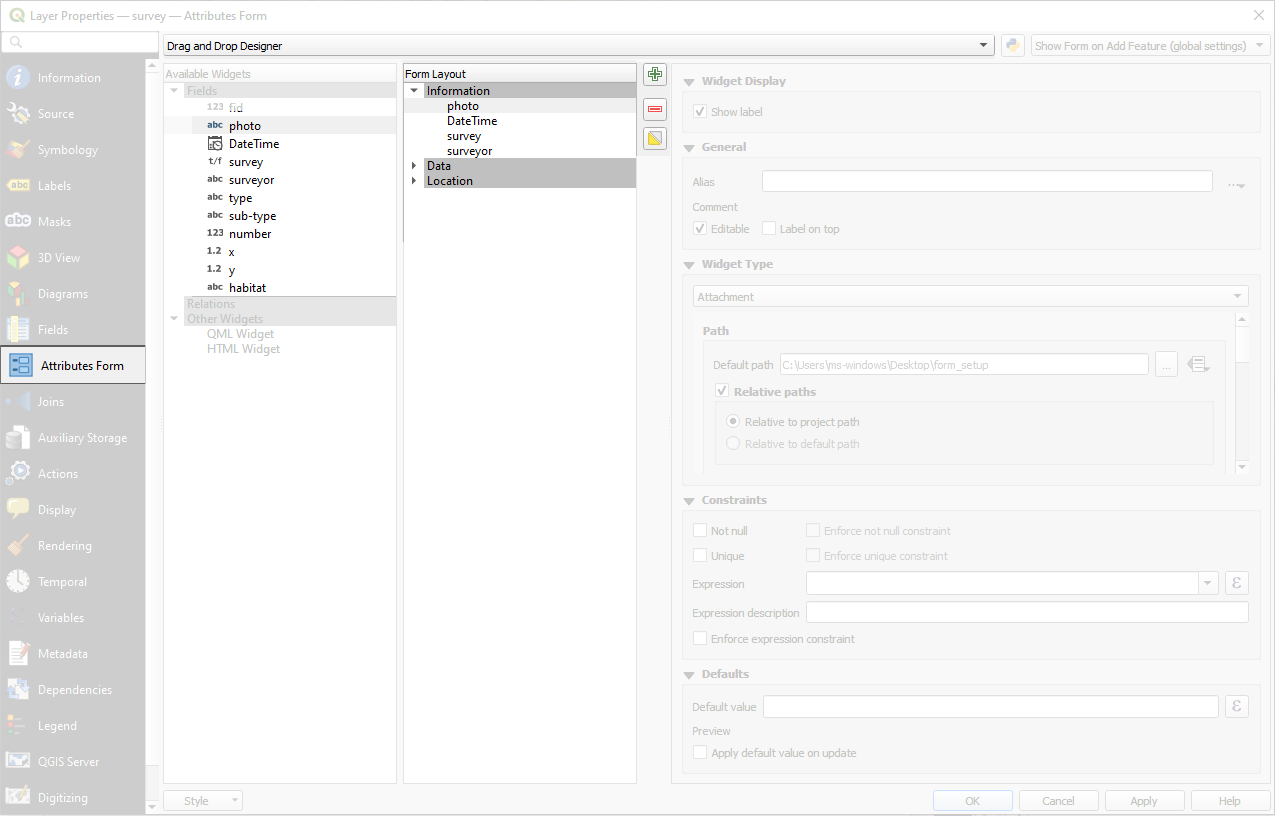 Layer Properties — survey — Attributes Form
Drag and Drop Designer
Show Form on Add Feature (global settings)
Information
Source
Symbology
abc Labels
abc Masks
3D View
Diagrams
Fields
Attributes Form
Joins
Auxiliary Storage
Actions
Display
Rendering
Temporal
Variables
Metadata
Dependencies
Legend
QGIS Server
Digitizing
Available Widgets
Fields
123 fid
abc photo
DateTime
t/f survey
abc surveyor
abc type
abc sub-type
123 number
1.2 x
1.2 y
abc habitat
Relations
Other Widgets
QML Widget
HTML Widget
Form Layout
Information
photo
DateTime
survey
surveyor
Data
Location
Widget Display
Show label
General
Alias
Comment
Editable Label on top
Widget Type
Attachment
Path
Default path C:\Users\ms-windows\Desktop\form_setup ...
Relative paths
Relative to project path
Relative to default path
Constraints
Not null Enforce not null constraint
Unique Enforce unique constraint
Expression ε
Expression description
Enforce expression constraint
Defaults
Default value ε
Preview
Apply default value on update
Style OK Cancel Apply Help